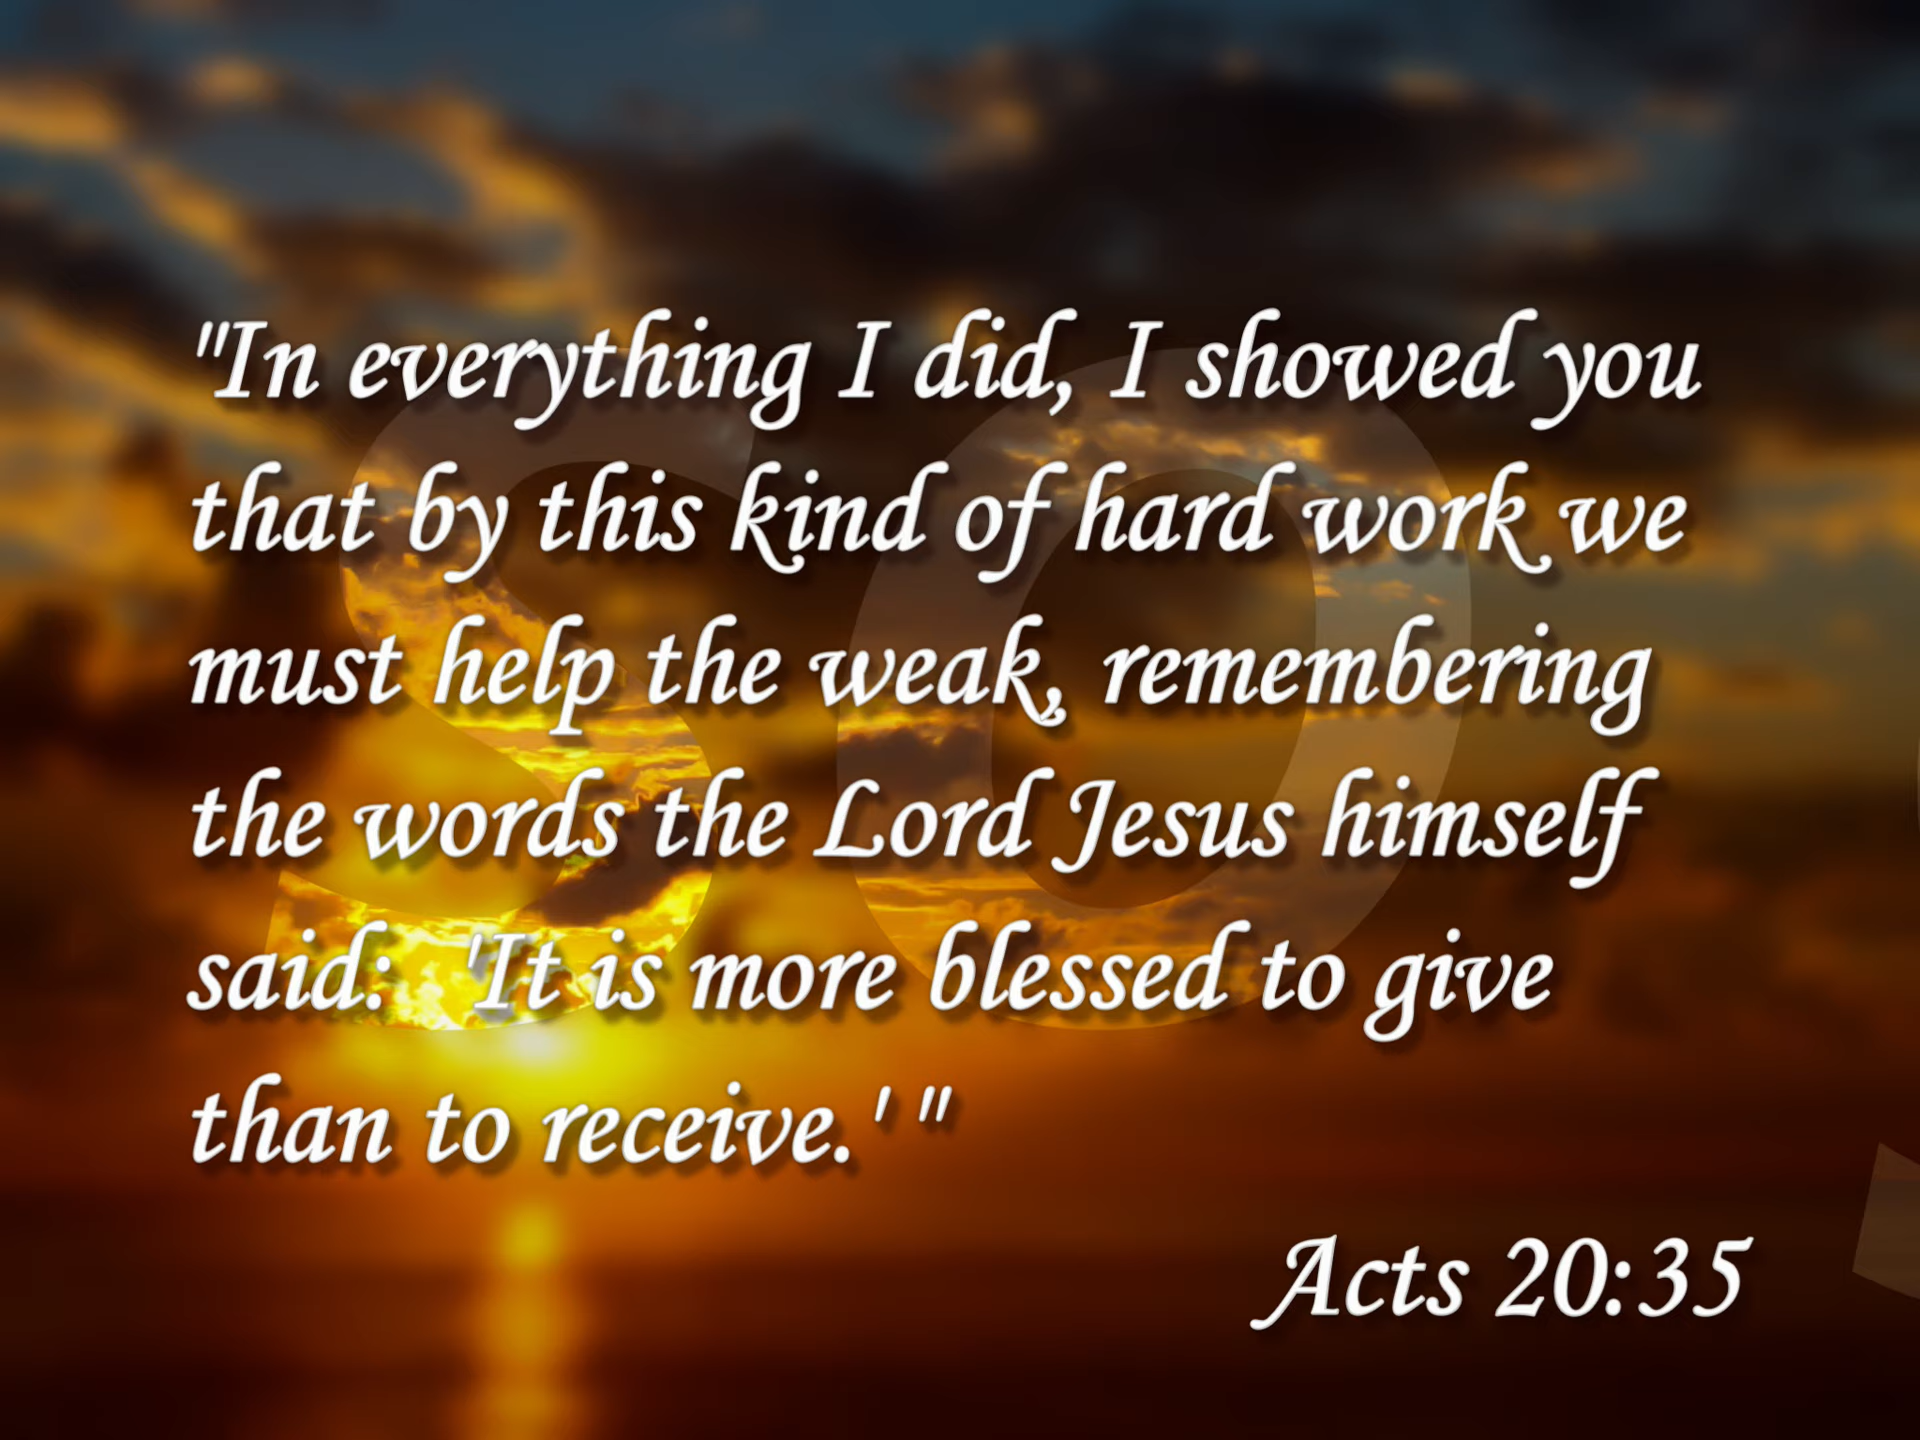 "In everything I did, I showed you
that by this kind of hard work we
must help the weak, remembering
the words the Lord Jesus himself
said:  'It is more blessed to give
than to receive.' "
Acts 20:35